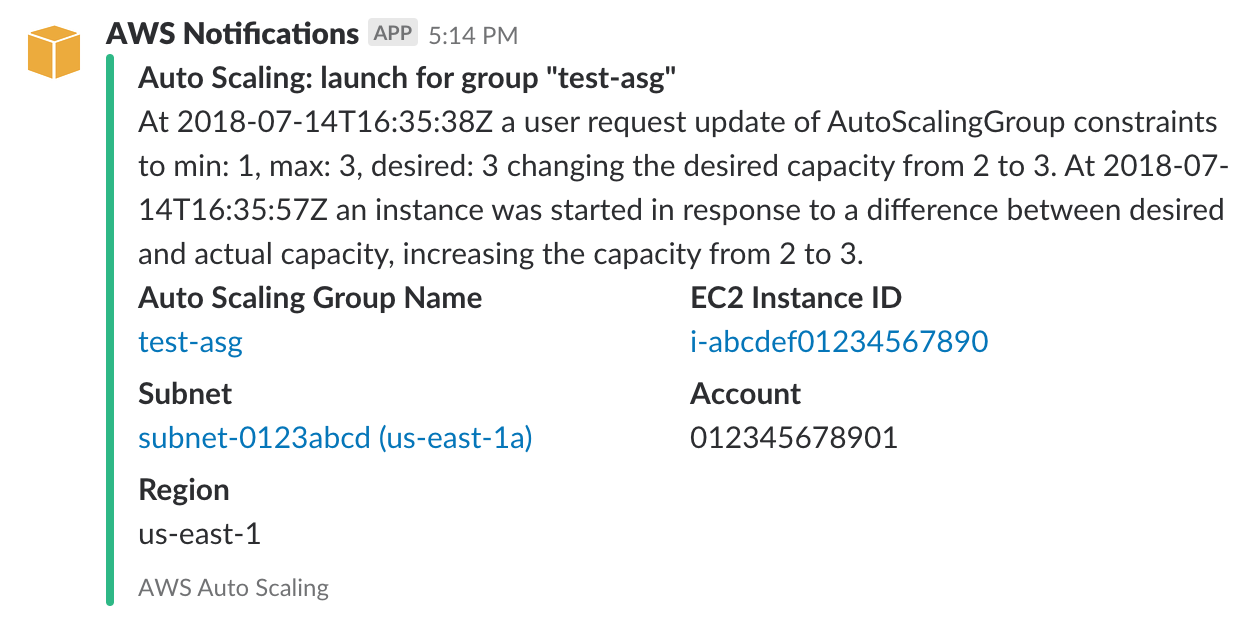 AWS Notifications APP 5:14 PM
Auto Scaling: launch for group "test-asg"
At 2018-07-14T16:35:38Z a user request update of AutoScalingGroup constraints
to min: 1, max: 3, desired: 3 changing the desired capacity from 2 to 3. At 2018-07-
14T16:35:57Z an instance was started in response to a difference between desired
and actual capacity, increasing the capacity from 2 to 3.
Auto Scaling Group Name EC2 Instance ID
test-asg i-abcdef01234567890
Subnet Account
subnet-0123abcd (us-east-1a) 012345678901
Region
us-east-1
AWS Auto Scaling